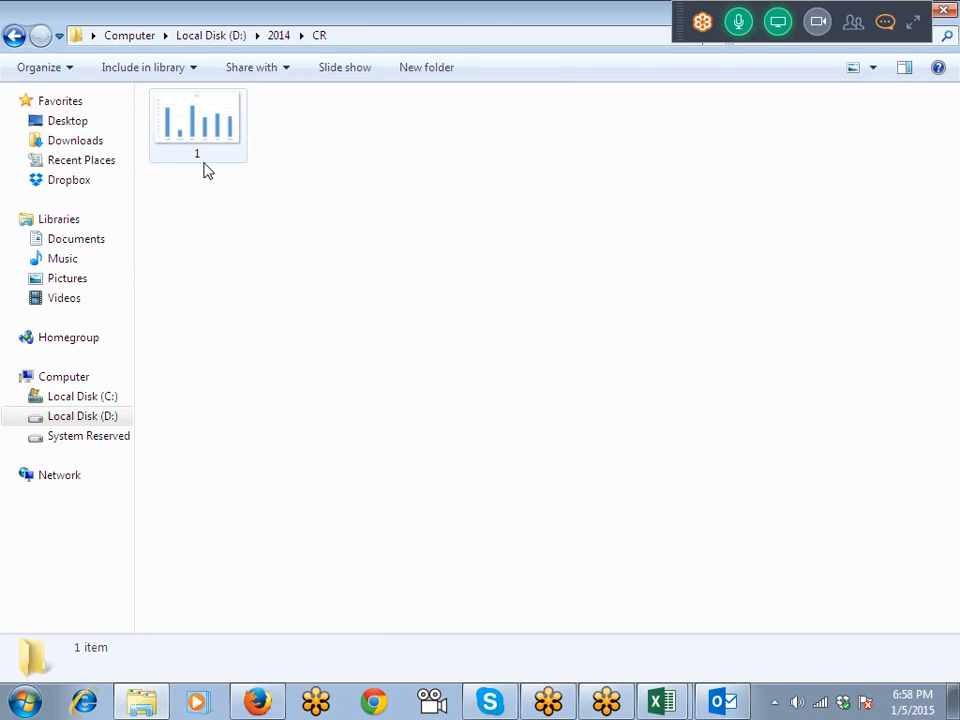 Computer Local Disk (D:) 2014 CR
Organize Include in library Share with Slide show New folder
Favorites
Desktop
Downloads
Recent Places
Dropbox
Libraries
Documents
Music
Pictures
Videos
Homegroup
Computer
Local Disk (C:)
Local Disk (D:)
System Reserved
Network
1
1 item
6:58 PM
1/5/2015